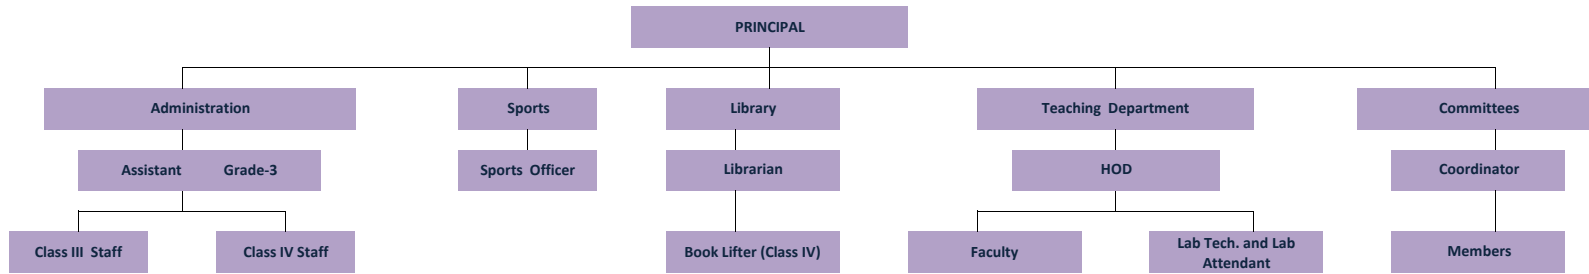 PRINCIPAL
Administration
Sports
Library
Teaching Department
Committees
Assistant Grade-3
Sports Officer
Librarian
HOD
Coordinator
Class III Staff
Class IV Staff
Book Lifter (Class IV)
Faculty
Lab Tech. and Lab
Attendant
Members